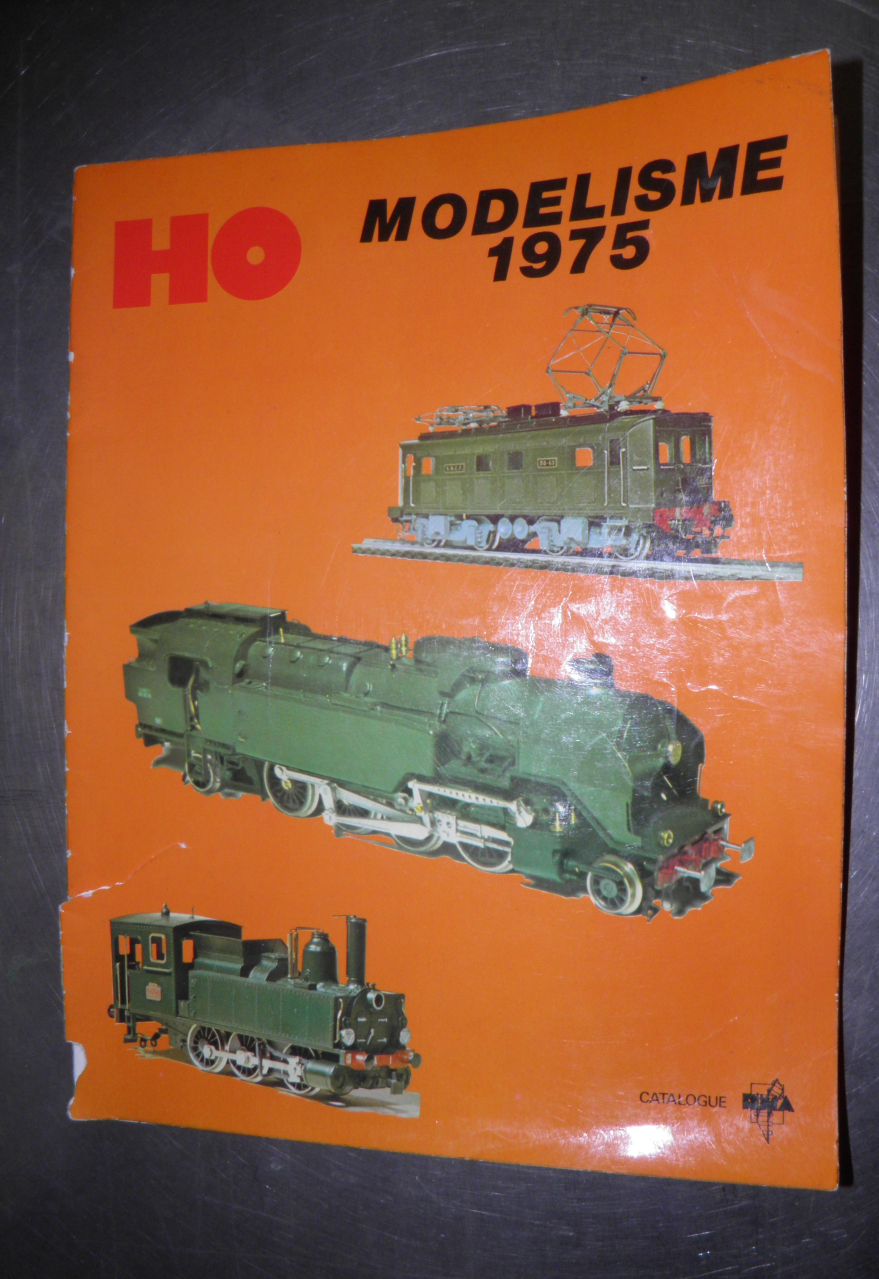 HO
MODELISME
1975
CATALOGUE